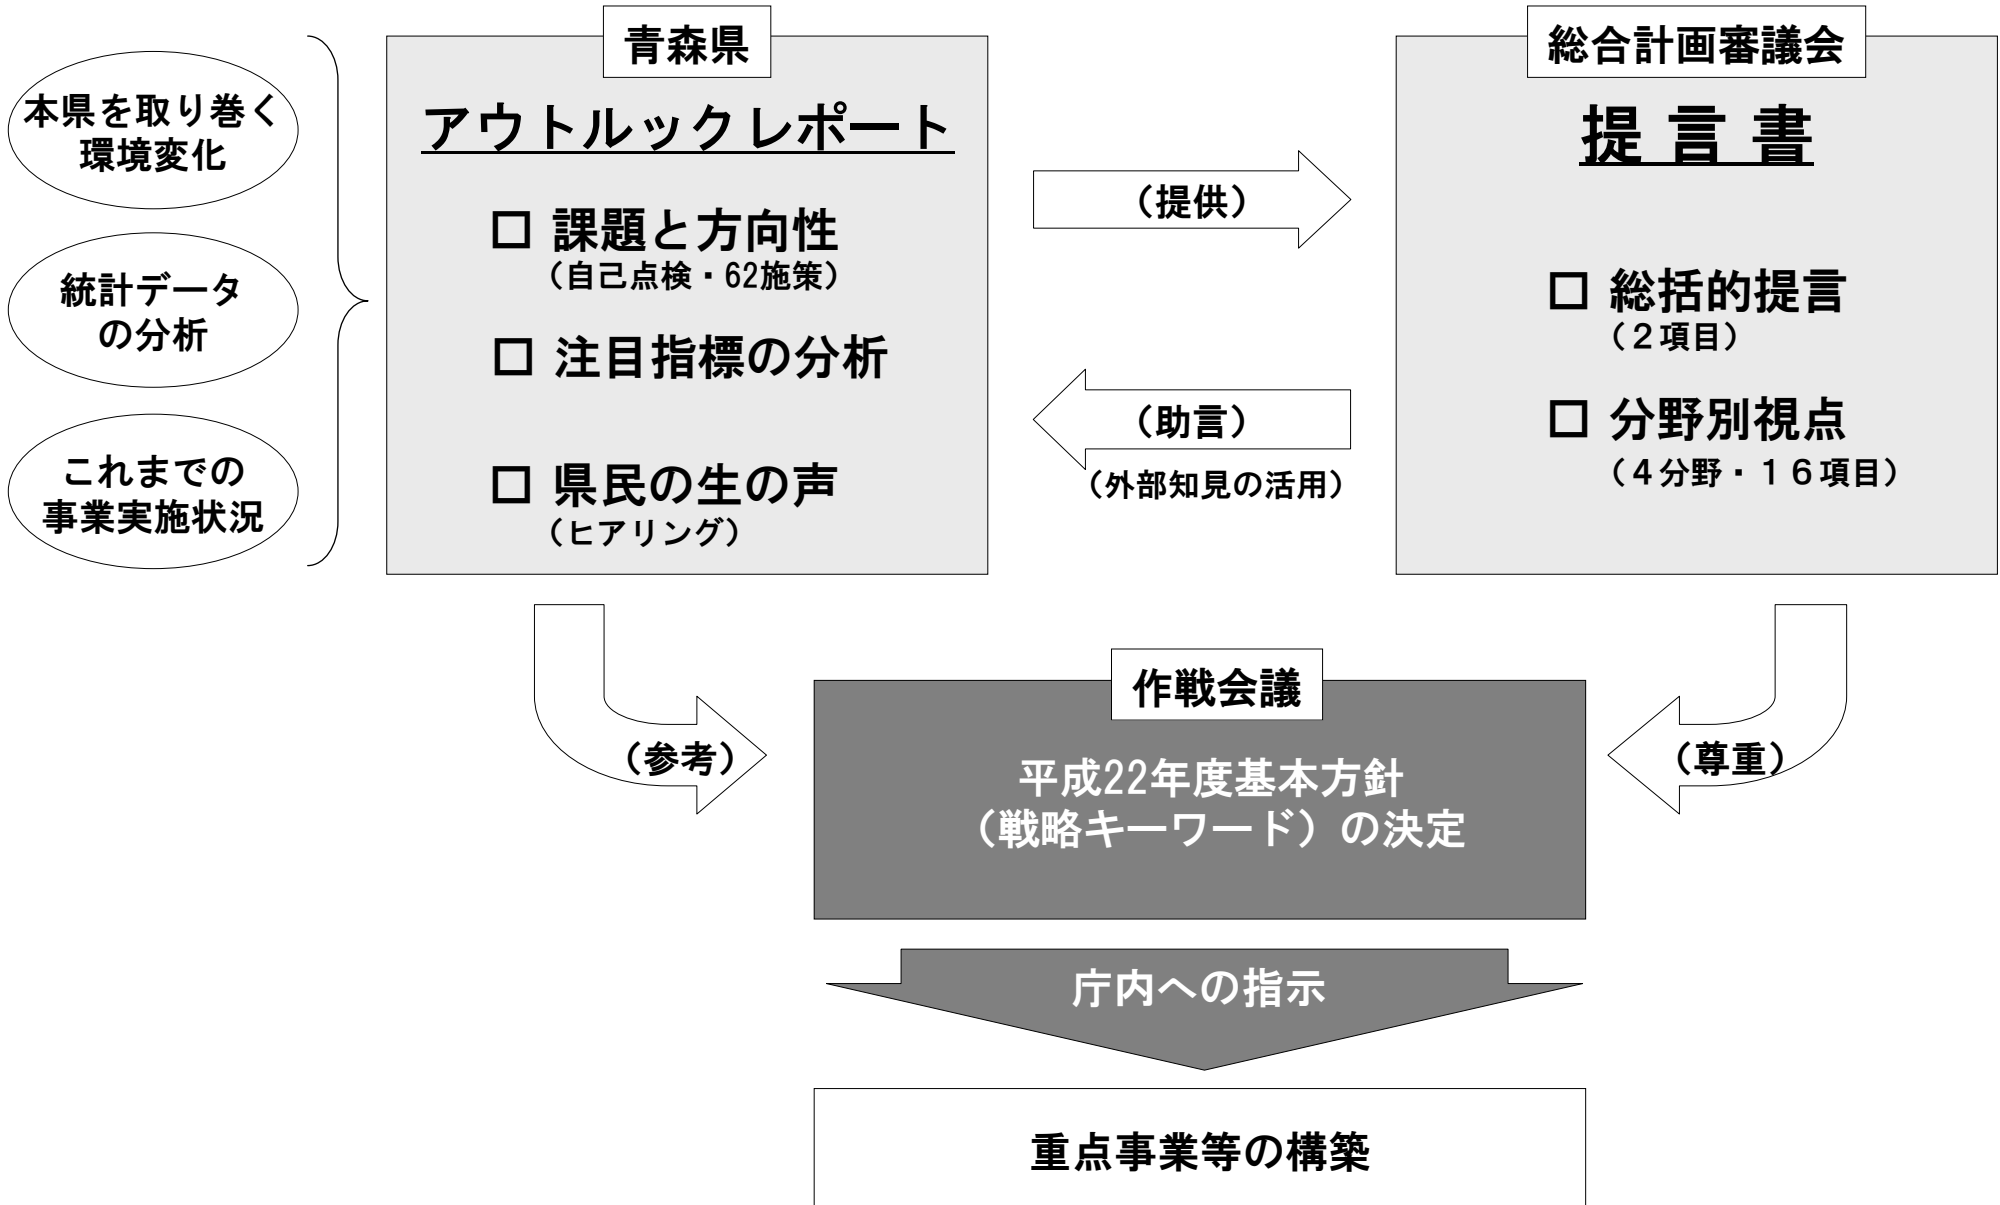 本県を取り巻く
環境変化
統計データ
の分析
これまでの
事業実施状況
青森県
アウトルックレポート
□ 課題と方向性
（自己点検・62施策）
□ 注目指標の分析
□ 県民の生の声
（ヒアリング）
（提供）
（助言）
（外部知見の活用）
総合計画審議会
提 言 書
□ 総括的提言
（２項目）
□ 分野別視点
（４分野・１６項目）
（参考）
作戦会議
平成22年度基本方針
（戦略キーワード）の決定
（尊重）
庁内への指示
重点事業等の構築